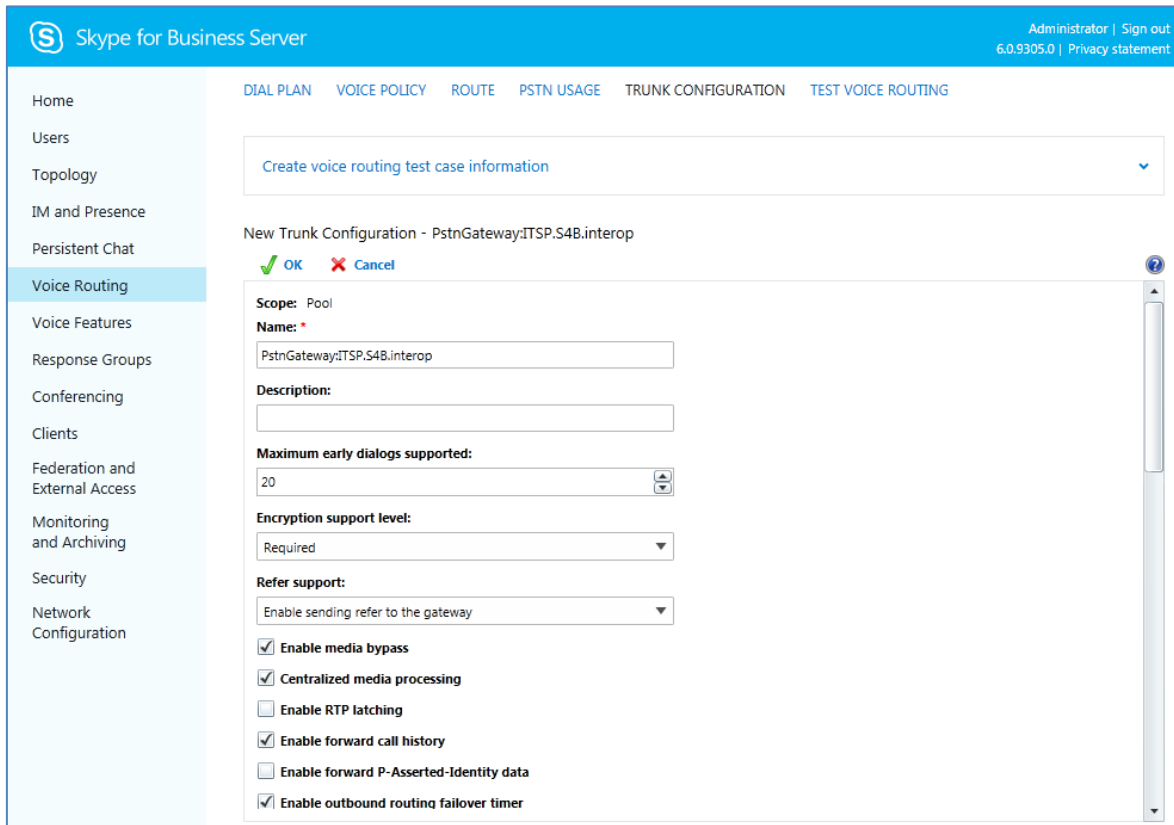 Skype for Business Server
Administrator | Sign out
6.0.9305.0 | Privacy statement
Home
Users
Topology
IM and Presence
Persistent Chat
Voice Routing
Voice Features
Response Groups
Conferencing
Clients
Federation and
External Access
Monitoring
and Archiving
Security
Network
Configuration
DIAL PLAN VOICE POLICY ROUTE PSTN USAGE TRUNK CONFIGURATION TEST VOICE ROUTING
Create voice routing test case information
New Trunk Configuration - PstnGateway:ITSP.S4B.interop
OK Cancel
Scope: Pool
Name: *
PstnGateway:ITSP.S4B.interop
Description:
Maximum early dialogs supported:
20
Encryption support level:
Required
Refer support:
Enable sending refer to the gateway
Enable media bypass
Centralized media processing
Enable RTP latching
Enable forward call history
Enable forward P-Asserted-Identity data
Enable outbound routing failover timer